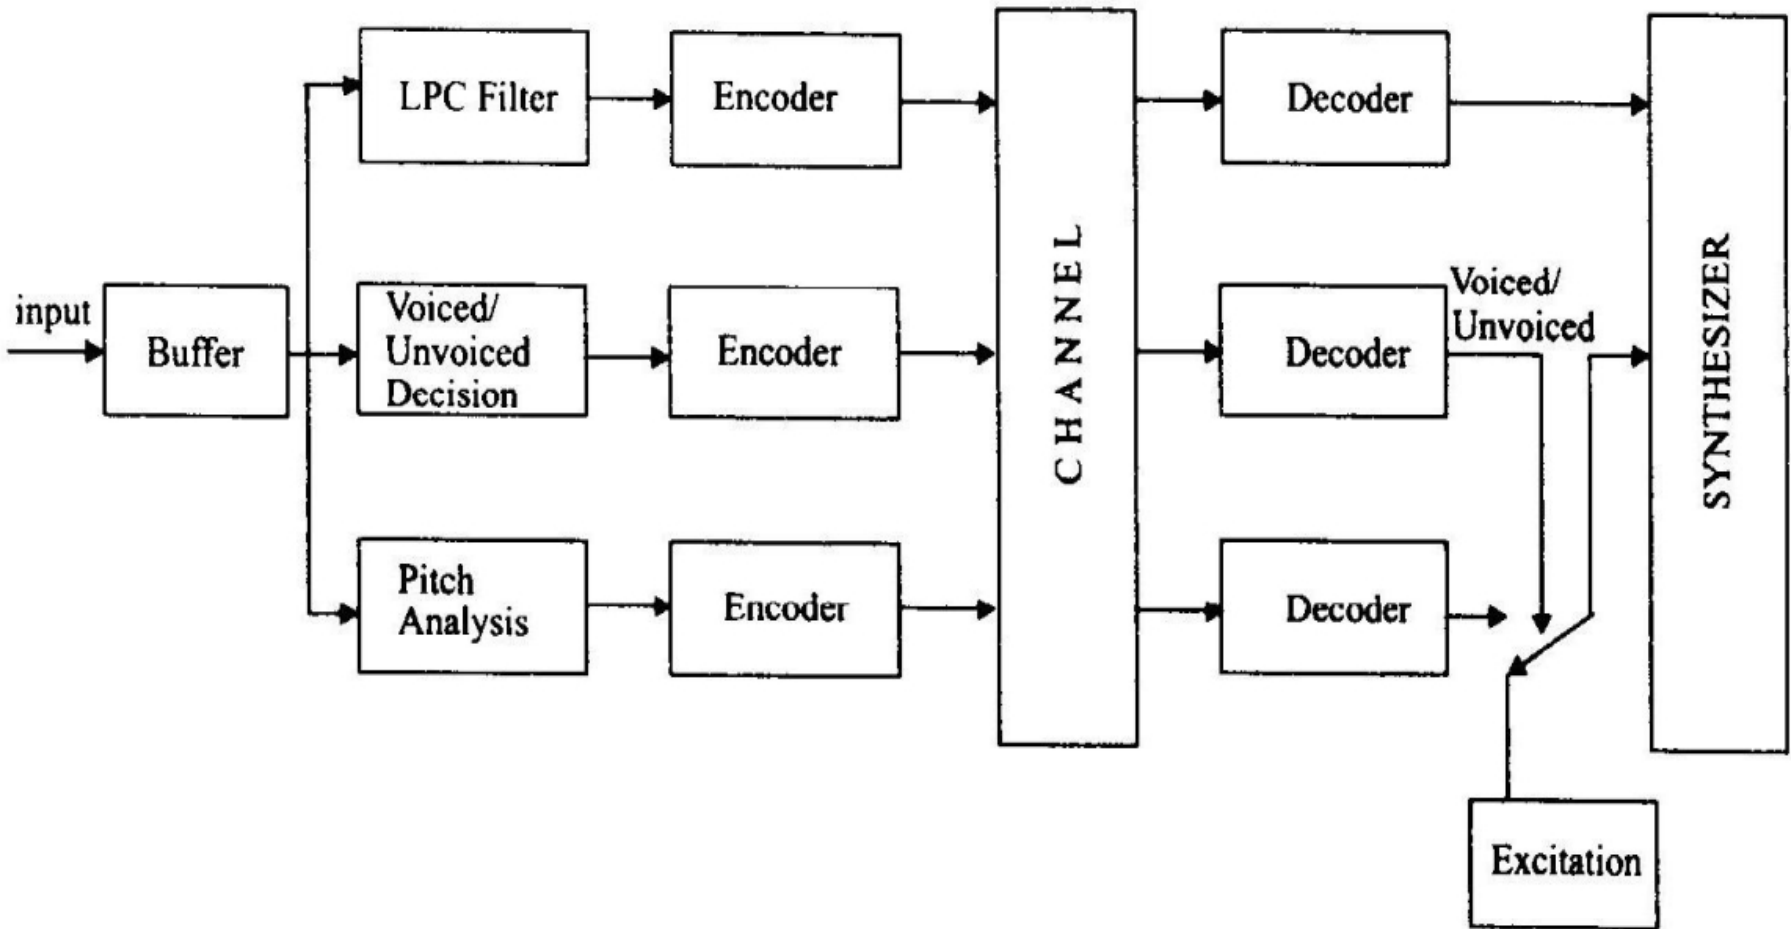 LPC Filter
Encoder
Decoder
input
Buffer
Voiced/
Unvoiced
Decision
Encoder
CHANNEL
Decoder
Voiced/
Unvoiced
SYNTHESIZER
Pitch
Analysis
Encoder
Decoder
Excitation